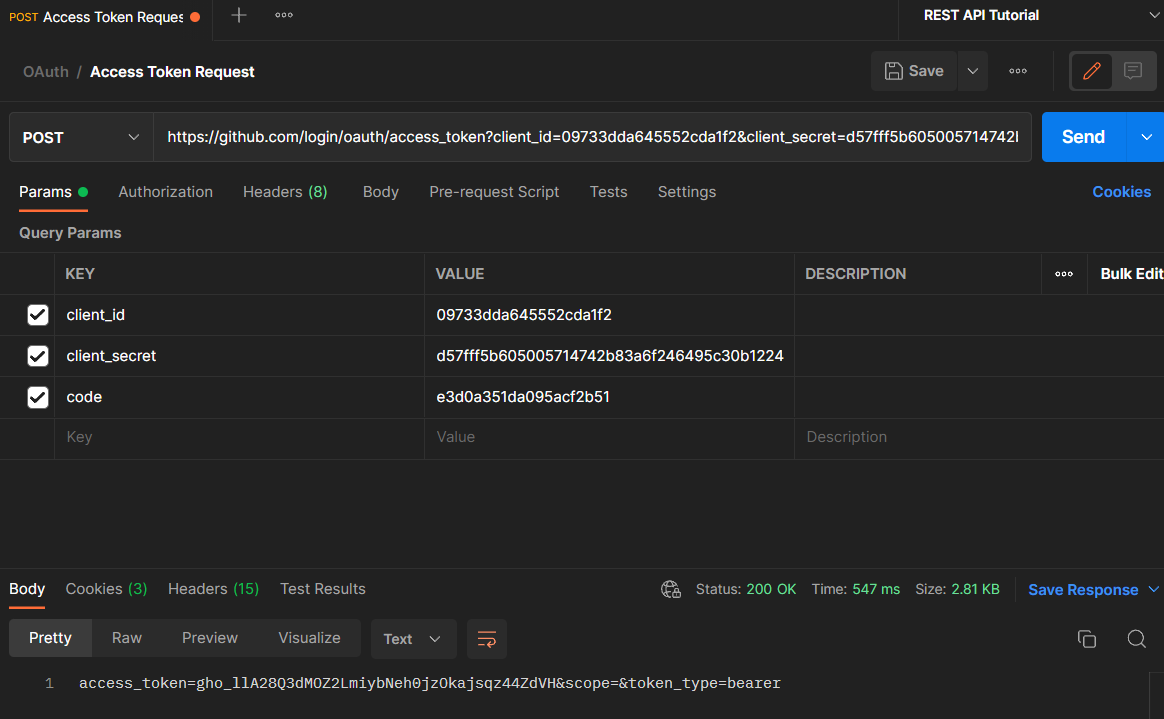 POST Access Token Reques
REST API Tutorial
OAuth / Access Token Request
Save
POST
https://github.com/login/oauth/access_token?client_id=09733dda645552cda1f2&client_secret=d57fff5b605005714742l
Send
Params Authorization Headers (8) Body Pre-request Script Tests Settings Cookies
Query Params
KEY VALUE DESCRIPTION Bulk Edit
client_id 09733dda645552cda1f2
client_secret d57fff5b605005714742b83a6f246495c30b1224
code e3d0a351da095acf2b51
Key Value Description
Body Cookies (3) Headers (15) Test Results Status: 200 OK Time: 547 ms Size: 2.81 KB Save Response
Pretty Raw Preview Visualize Text
1 access_token=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&scope=&token_type=bearer